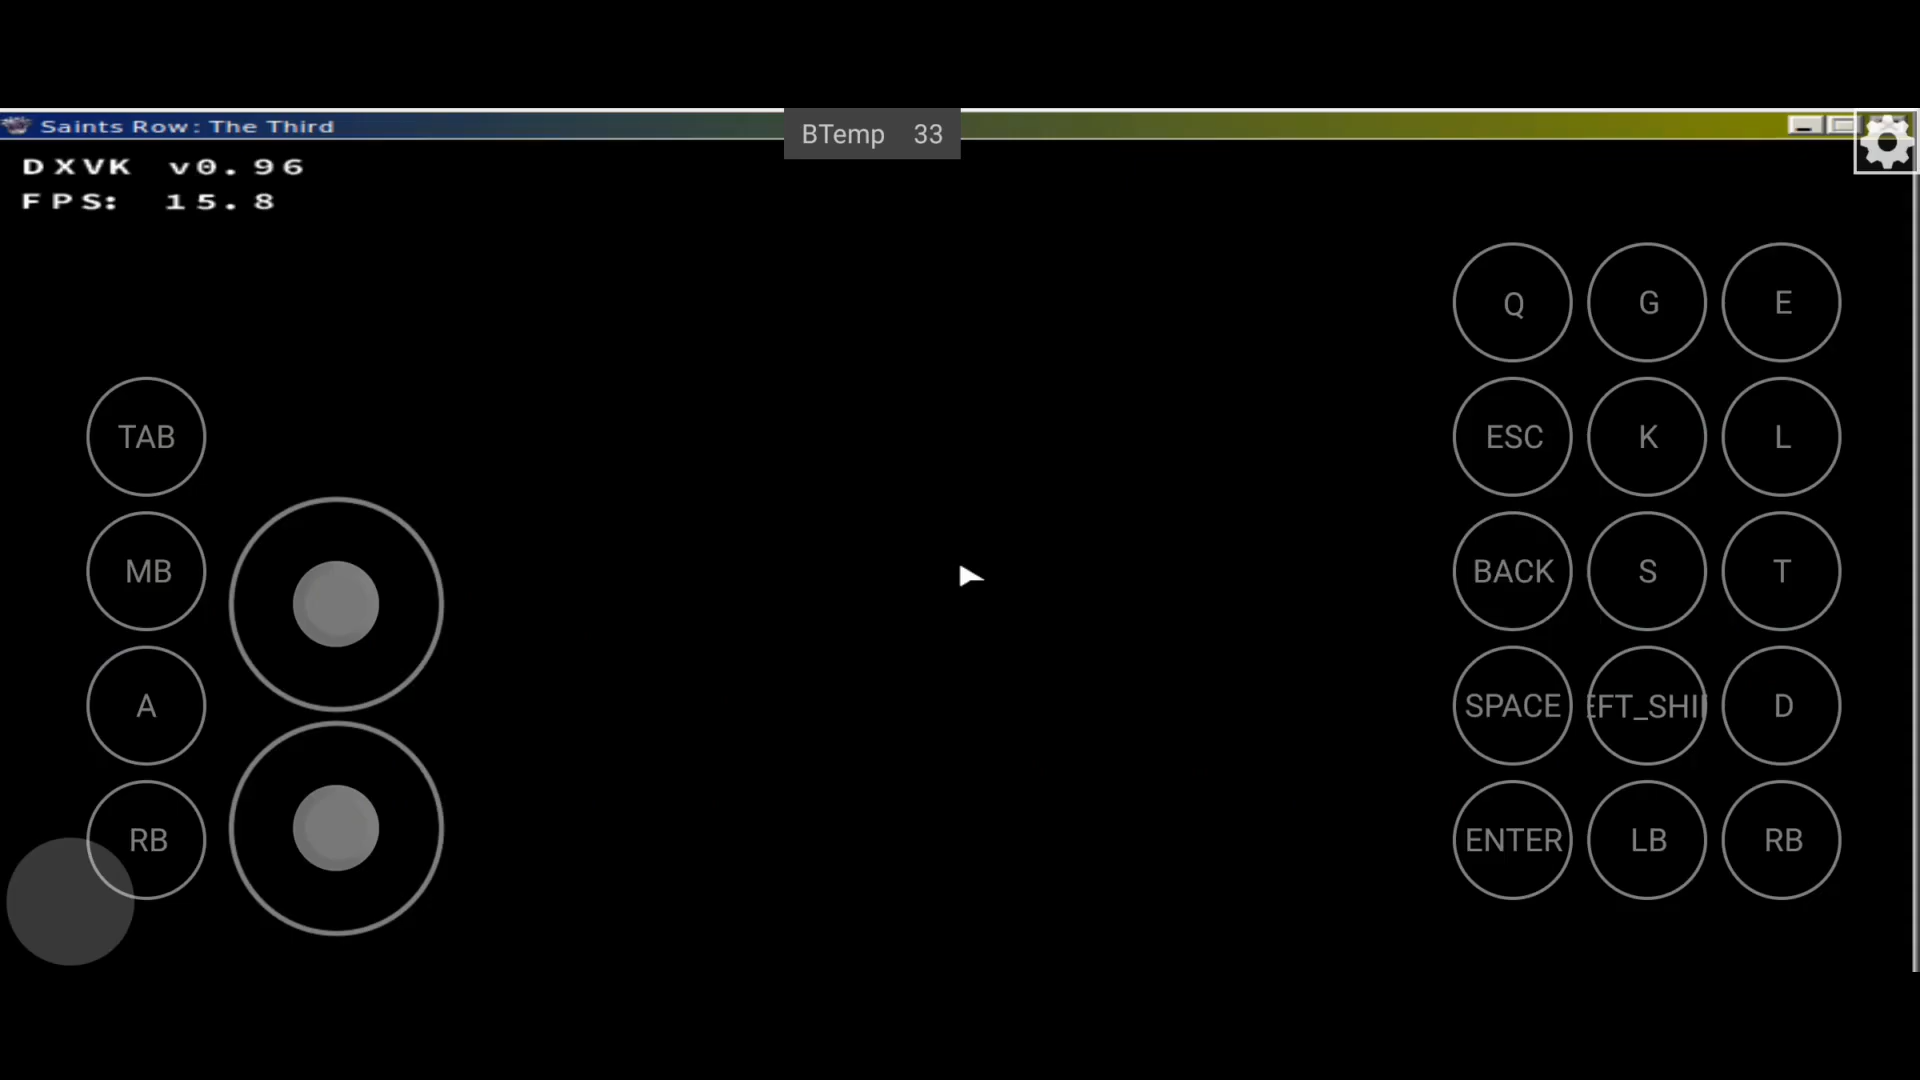 Saints Row: The Third
BTemp 33
DXVK v0.96
FPS: 15.8
Q G E
TAB ESC K L
MB BACK S T
A SPACE EFT_SHI D
RB ENTER LB RB